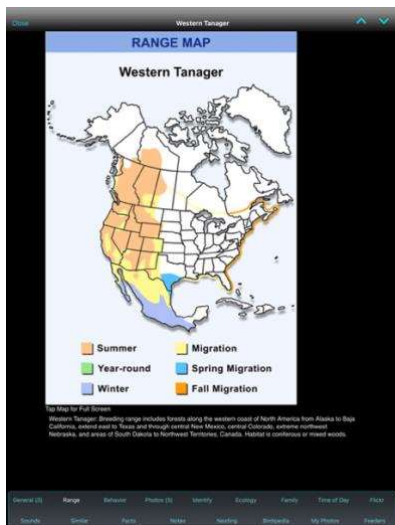 Close Western Tanager
RANGE MAP
Western Tanager
Summer Migration
Year-round Spring Migration
Winter Fall Migration
Tap Map for Full Screen
Western Tanager: Breeding range includes forests along the western coast of North America from Alaska to Baja
California, extend east to Texas and through central New Mexico, central Colorado, extreme northwest
Nebraska, and areas of South Dakota to Northwest Territories, Canada. Habitat is coniferous or mixed woods.
General (3) Range Behavior Photos (5) Identify Ecology Family Time of Day Flickr
Sounds Similar Facts Notes Nesting Birdipedia My Photos Feeders